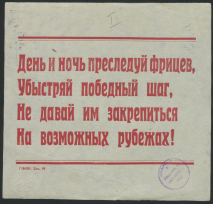 День и ночь преследуй фрицев,
Убыстряй победный шаг,
Не давай им закрепиться
На возможных рубежах!